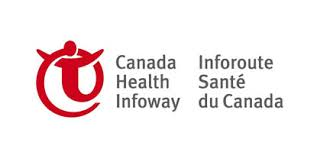 Canada
Health
Infoway
Inforoute
Santé
du Canada